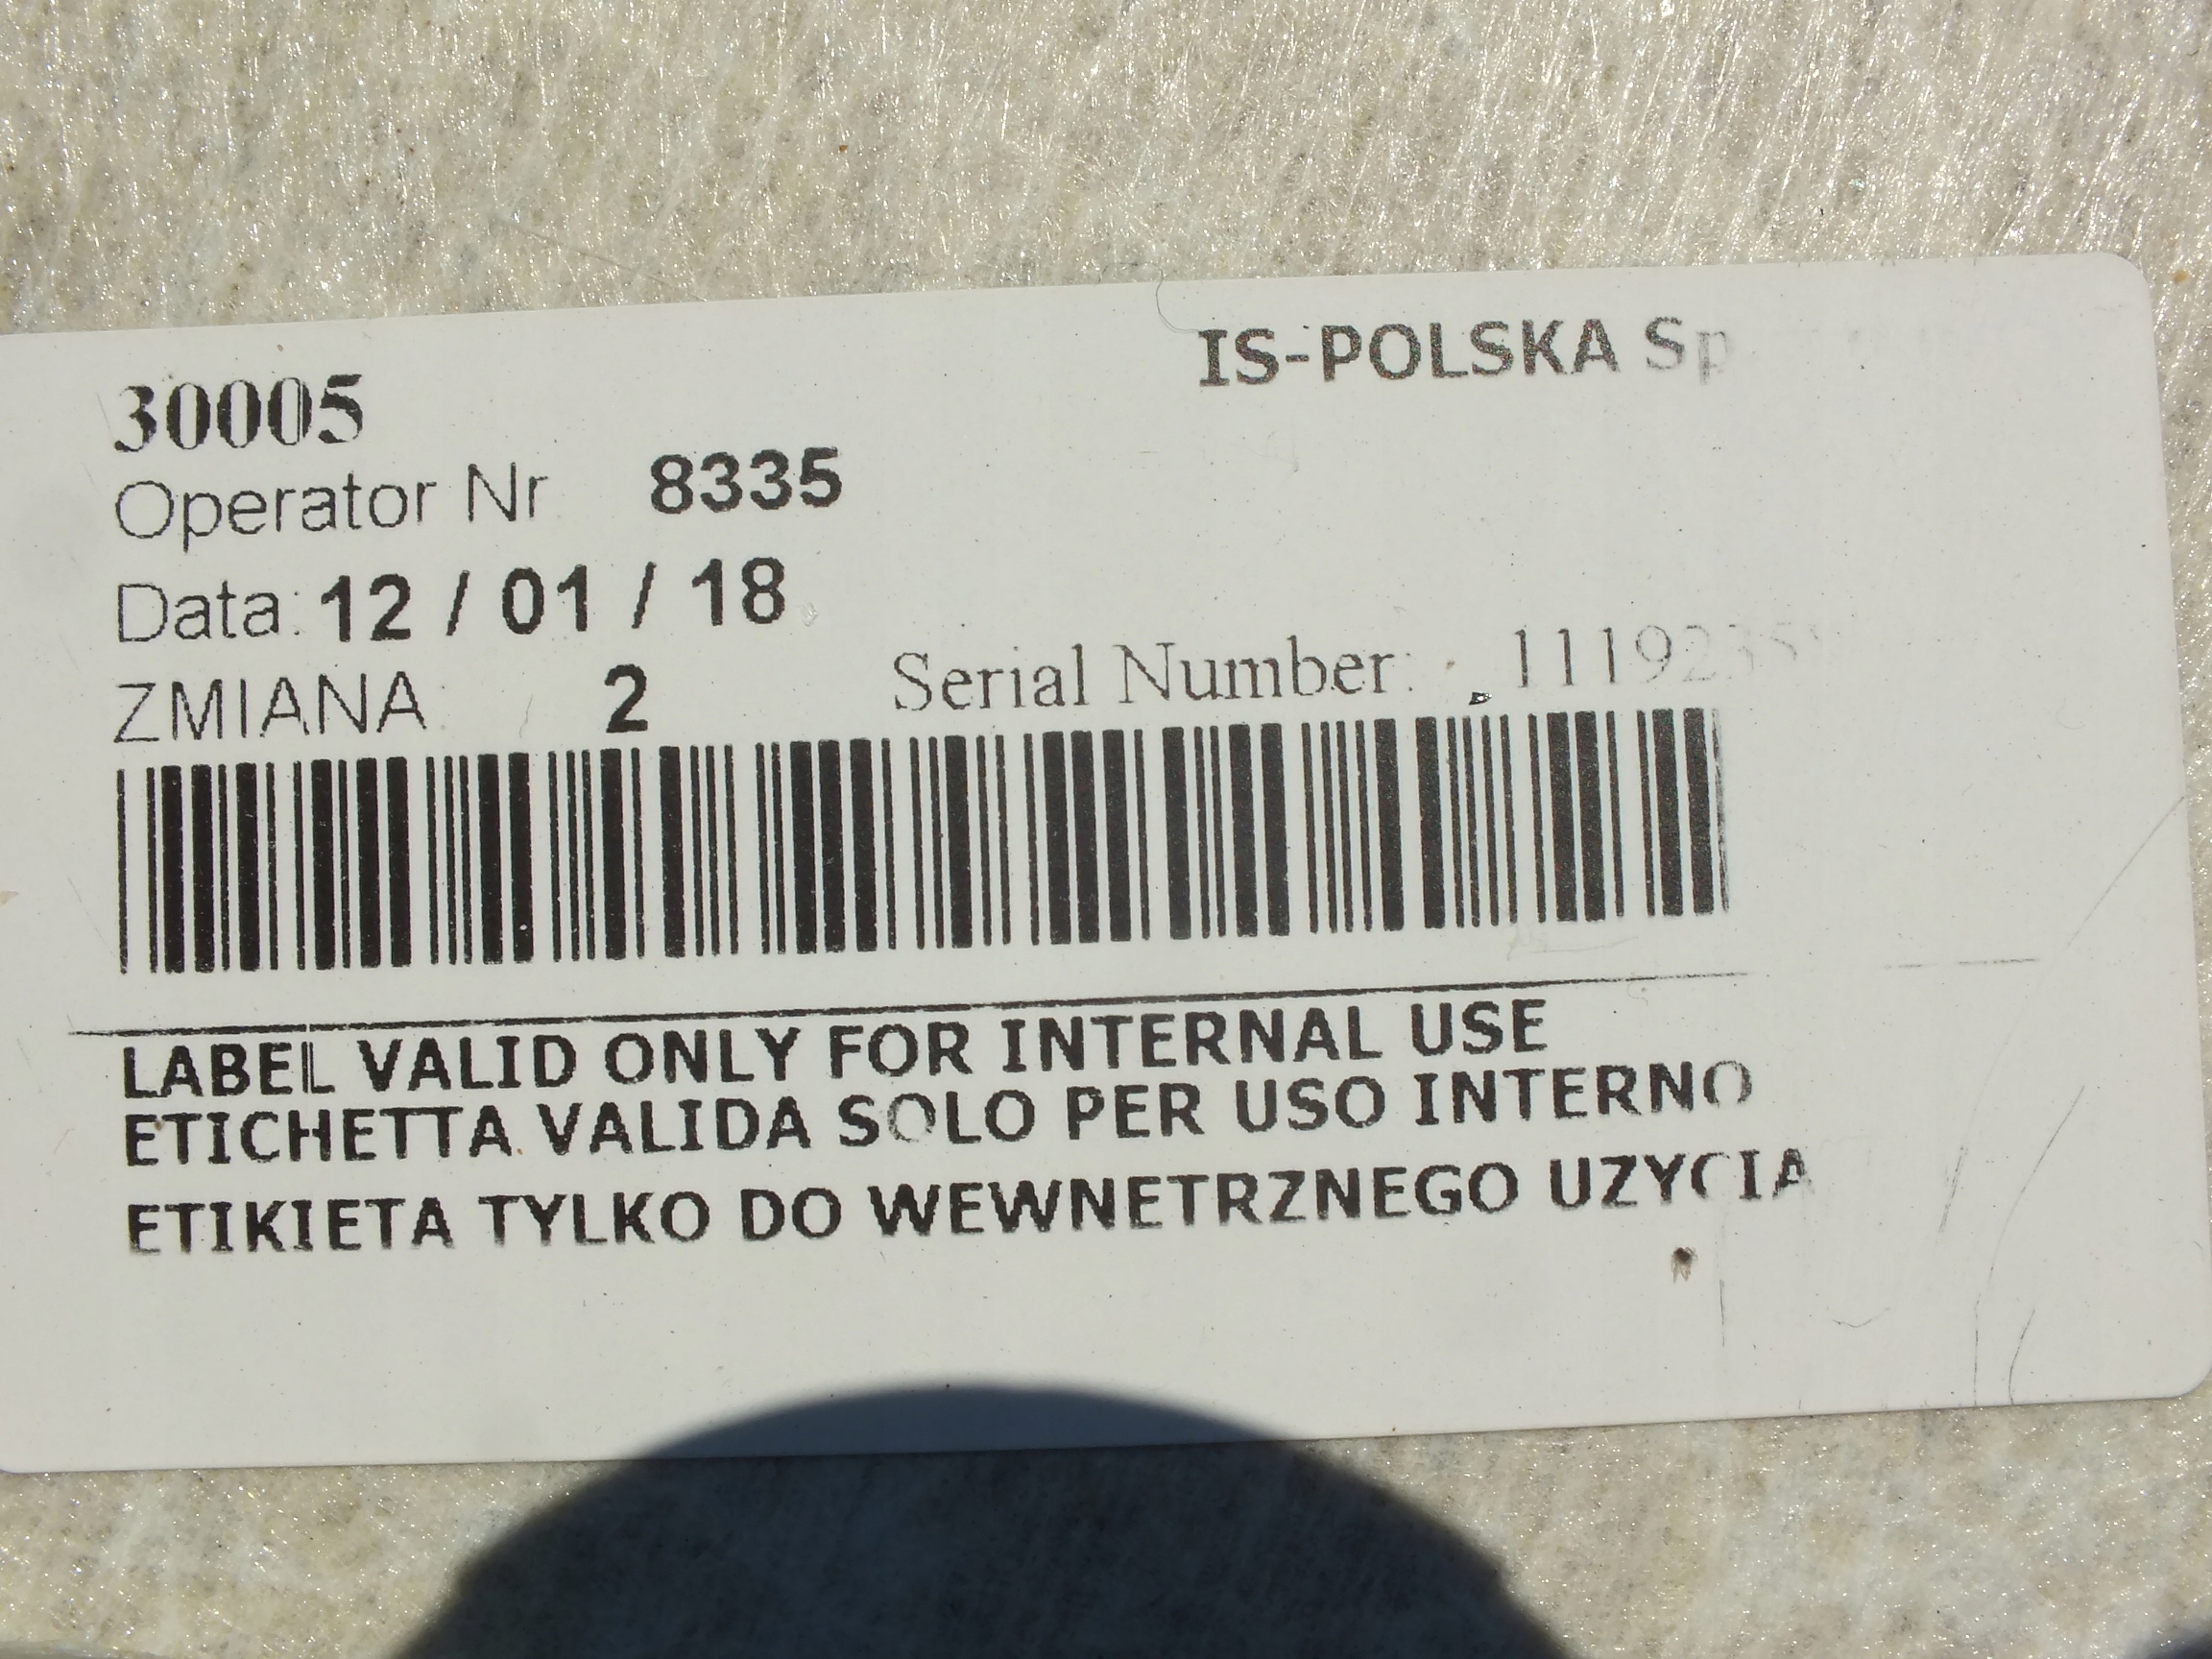 IS-POLSKA Sp
30005
Operator Nr 8335
Data: 12 / 01 / 18
ZMIANA 2 Serial Number:
LABEL VALID ONLY FOR INTERNAL USE
ETICHETTA VALIDA SOLO PER USO INTERNO
ETIKIETA TYLKO DO WEWNETRZNEGO UZYCIA